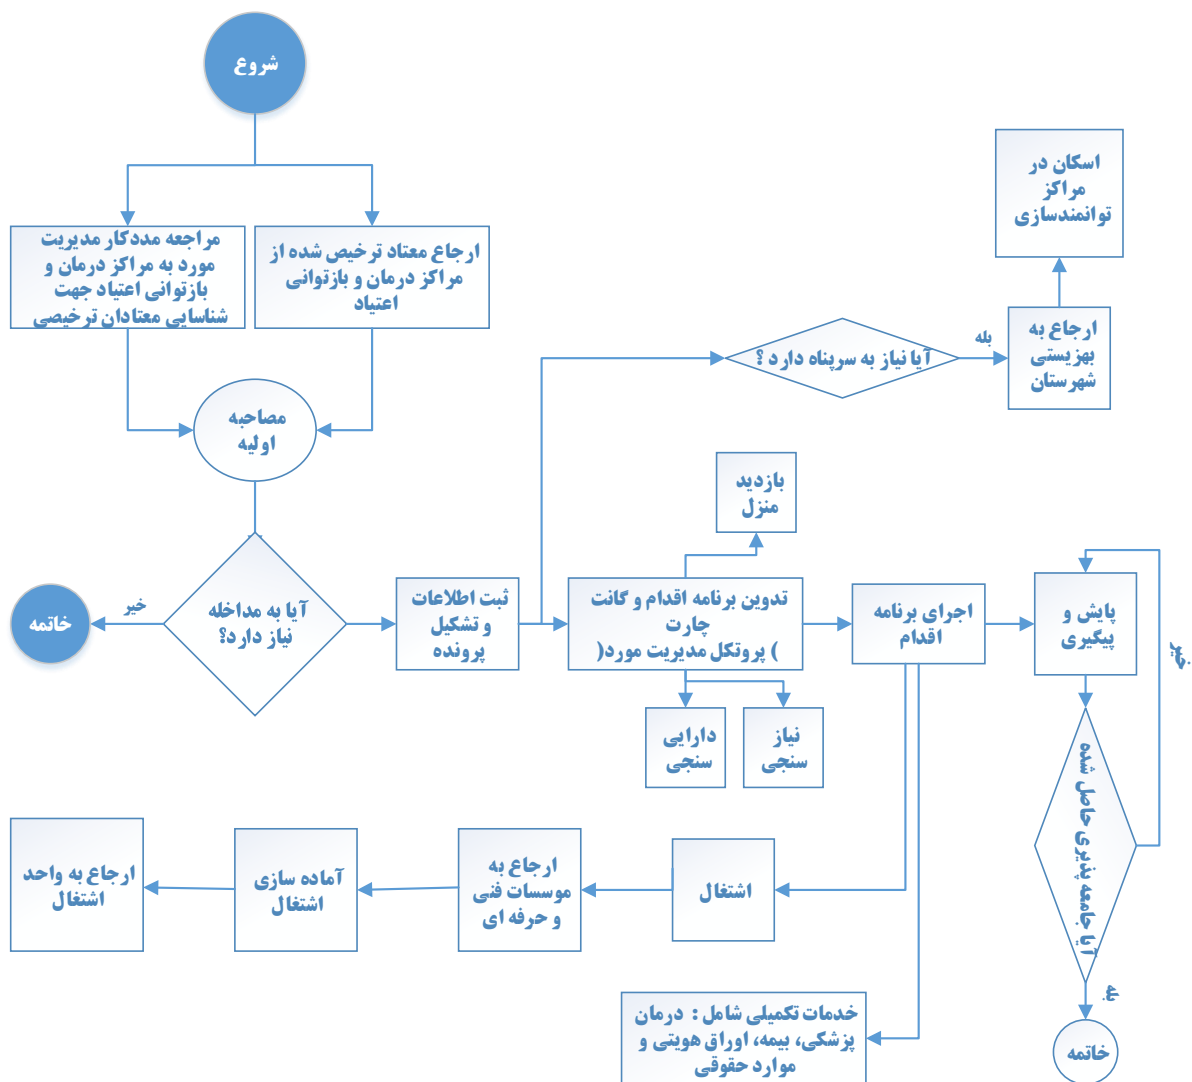 شروع
مراجعه مددکار مدیریت
مورد به مراکز درمان و
بازتوانی اعتیاد جهت
شناسایی معتادان ترخیصی
ارجاع معتاد ترخیص شده از
مراکز درمان و بازتوانی
اعتیاد
مصاحبه
اولیه
آیا به مداخله
نیاز دارد؟
خیر
خاتمه
ثبت اطلاعات
و تشکیل
پرونده
آیا نیاز به سرپناه دارد ؟
بله
ارجاع به
بهزیستی
شهرستان
اسکان در
مراکز
توانمندسازی
تدوین برنامه اقدام و گانت
چارت
) پروتکل مدیریت مورد(
بازدید
منزل
دارایی
سنجی
نیاز
سنجی
اجرای برنامه
اقدام
پایش و
پیگیری
خیر
آیا جامعه پذیری حاصل شده
بله
خاتمه
اشتغال
ارجاع به
موسسات فنی
و حرفه ای
آماده سازی
اشتغال
ارجاع به واحد
اشتغال
خدمات تکمیلی شامل : درمان
پزشکی، بیمه، اوراق هویتی و
موارد حقوقی